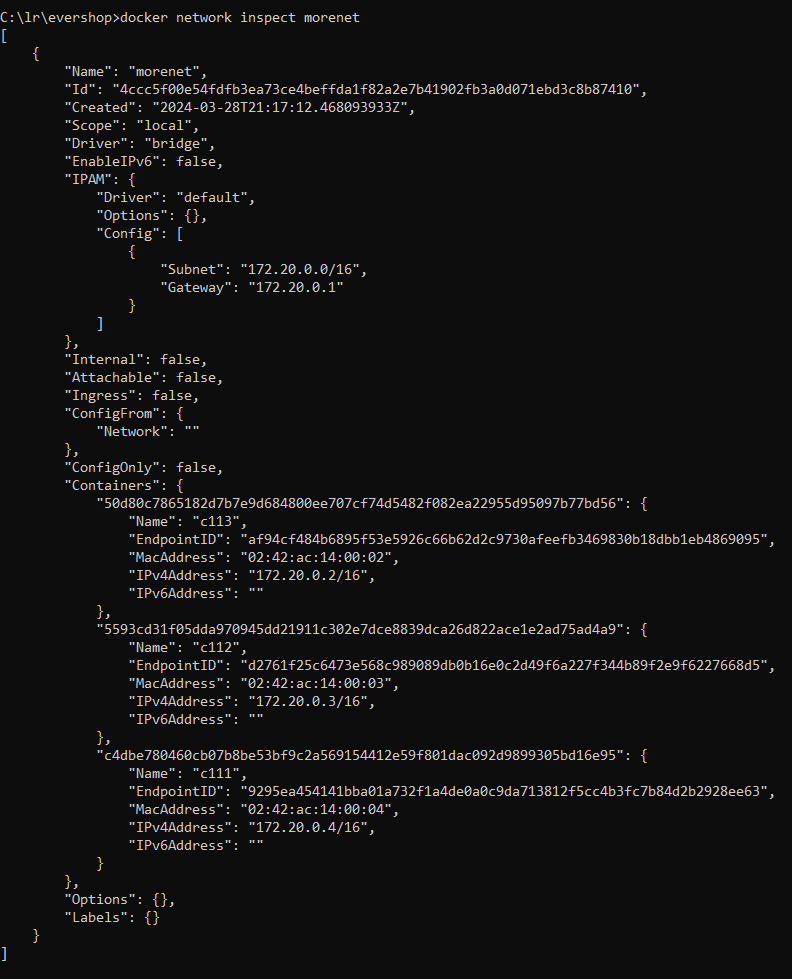 C:\lr\evershop>docker network inspect morenet
[
    {
        "Name": "morenet",
        "Id": "4ccc5f00e54fdfb3ea73ce4beffda1f82a2e7b41902fb3a0d071ebd3c8b87410",
        "Created": "2024-03-28T21:17:12.468093933Z",
        "Scope": "local",
        "Driver": "bridge",
        "EnableIPv6": false,
        "IPAM": {
            "Driver": "default",
            "Options": {},
            "Config": [
                {
                    "Subnet": "172.20.0.0/16",
                    "Gateway": "172.20.0.1"
                }
            ]
        },
        "Internal": false,
        "Attachable": false,
        "Ingress": false,
        "ConfigFrom": {
            "Network": ""
        },
        "ConfigOnly": false,
        "Containers": {
            "50d80c7865182d7b7e9d684800ee707cf74d5482f082ea22955d95097b77bd56": {
                "Name": "c113",
                "EndpointID": "af94cf484b6895f53e5926c66b62d2c9730afeefb3469830b18dbb1eb4869095",
                "MacAddress": "02:42:ac:14:00:02",
                "IPv4Address": "172.20.0.2/16",
                "IPv6Address": ""
            },
            "5593cd31f05dda970945dd21911c302e7dce8839dca26d822ace1e2ad75ad4a9": {
                "Name": "c112",
                "EndpointID": "d2761f25c6473e568c989089db0b16e0c2d49f6a227f344b89f2e9f6227668d5",
                "MacAddress": "02:42:ac:14:00:03",
                "IPv4Address": "172.20.0.3/16",
                "IPv6Address": ""
            },
            "c4dbe780460cb07b8be53bf9c2a569154412e59f801dac092d9899305bd16e95": {
                "Name": "c111",
                "EndpointID": "9295ea454141bba01a732f1a4de0a0c9da713812f5cc4b3fc7b84d2b2928ee63",
                "MacAddress": "02:42:ac:14:00:04",
                "IPv4Address": "172.20.0.4/16",
                "IPv6Address": ""
            }
        },
        "Options": {},
        "Labels": {}
    }
]